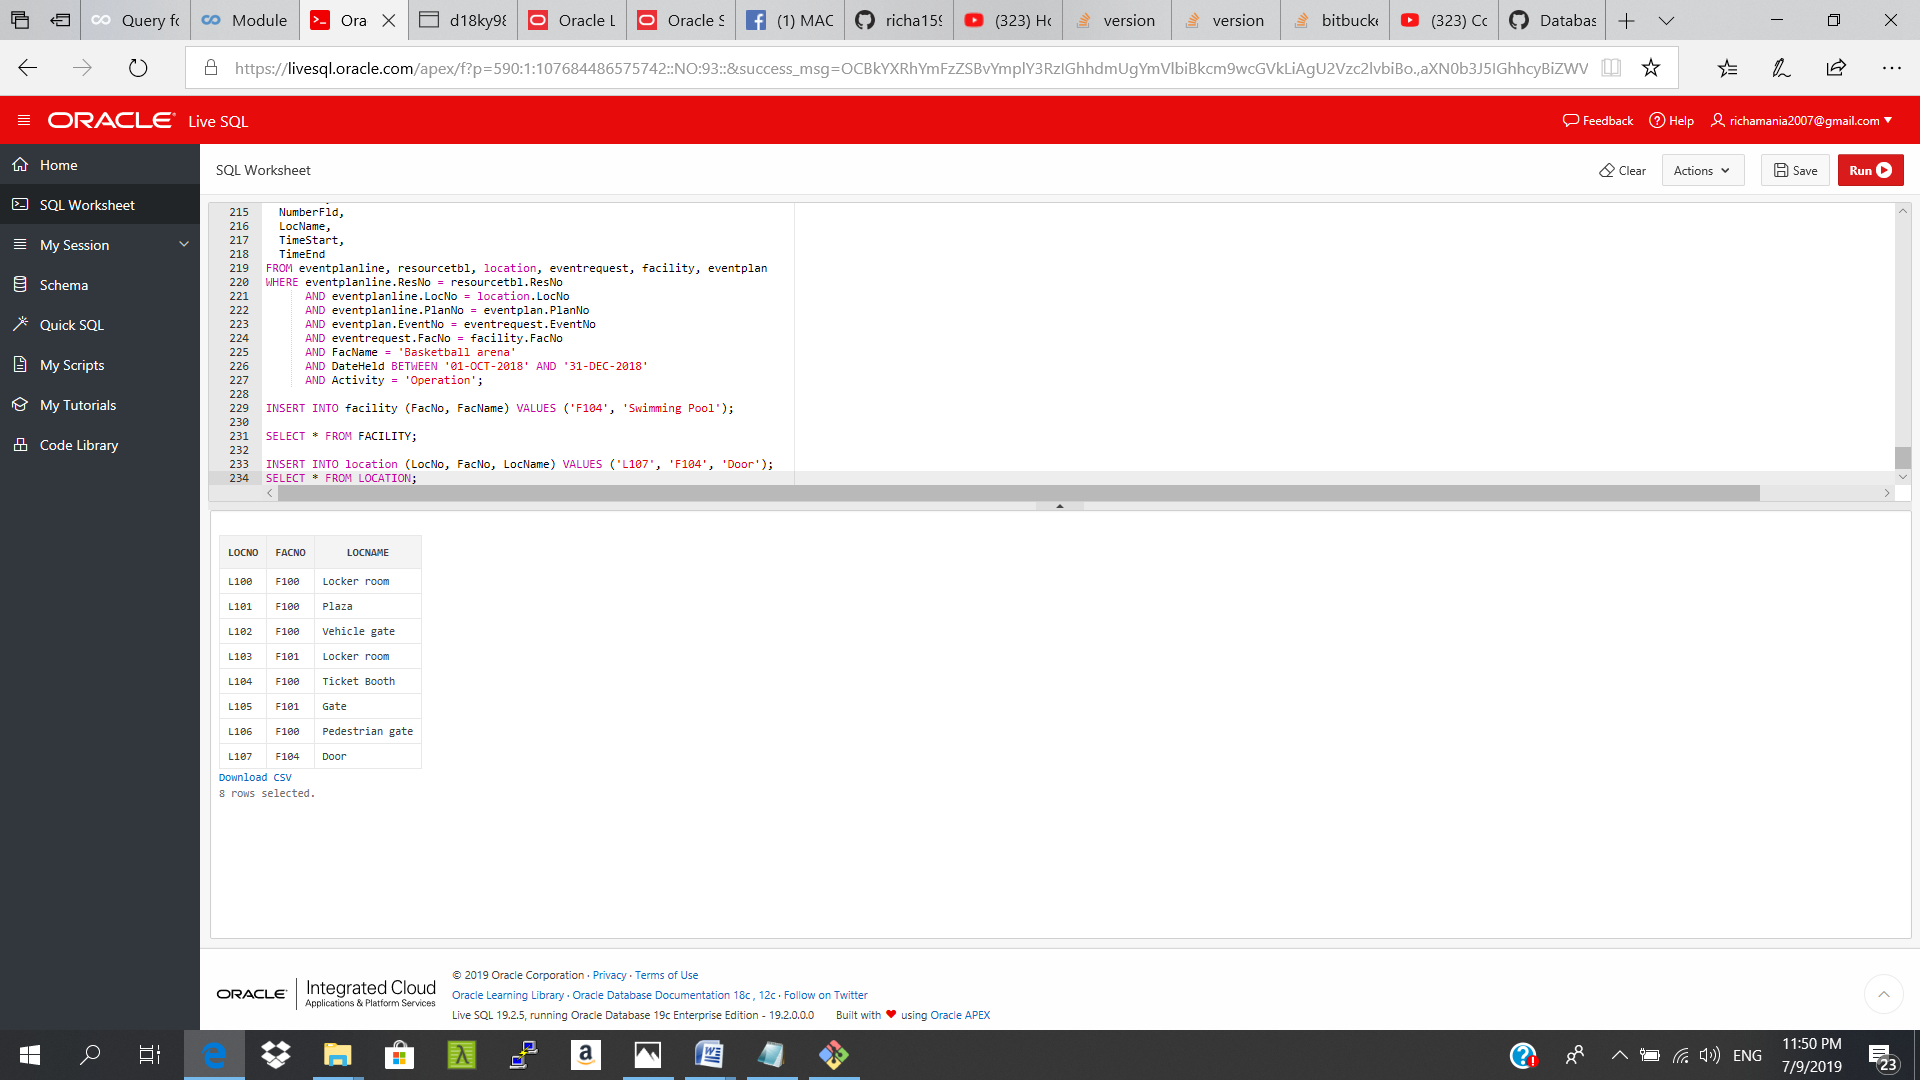 Query fo
Module
Ora
d18ky98
Oracle L
Oracle S
(1) MAC
richa159
(323) Ho
version
version
bitbucke
(323) Co
Databas
https://livesql.oracle.com/apex/f?p=590:1:107684486575742::NO:93::&success_msg=
ORACLE Live SQL
Feedback
Help
richamania2007@gmail.com
Home
SQL Worksheet
My Session
Schema
Quick SQL
My Scripts
My Tutorials
Code Library
SQL Worksheet
Clear
Actions
Save
Run
215 NumberFld,
216 LocName,
217 TimeStart,
218 TimeEnd
219 FROM eventplanline, resourcetbl, location, eventrequest, facility, eventplan
220 WHERE eventplanline.ResNo = resourcetbl.ResNo
221 AND eventplanline.LocNo = location.LocNo
222 AND eventplanline.PlanNo = eventplan.PlanNo
223 AND eventplan.EventNo = eventrequest.EventNo
224 AND eventrequest.FacNo = facility.FacNo
225 AND FacName = 'Basketball arena'
226 AND DateHeld BETWEEN '01-OCT-2018' AND '31-DEC-2018'
227 AND Activity = 'Operation';
228
229 INSERT INTO facility (FacNo, FacName) VALUES ('F104', 'Swimming Pool');
230
231 SELECT * FROM FACILITY;
232
233 INSERT INTO location (LocNo, FacNo, LocName) VALUES ('L107', 'F104', 'Door');
234 SELECT * FROM LOCATION;
LOCNO FACNO LOCNAME
L100 F100 Locker room
L101 F100 Plaza
L102 F100 Vehicle gate
L103 F101 Locker room
L104 F100 Ticket Booth
L105 F101 Gate
L106 F100 Pedestrian gate
L107 F104 Door
Download CSV
8 rows selected.
ORACLE
Integrated Cloud
Applications & Platform Services
© 2019 Oracle Corporation · Privacy · Terms of Use
Oracle Learning Library · Oracle Database Documentation 18c , 12c · Follow on Twitter
Live SQL 19.2.5, running Oracle Database 19c Enterprise Edition - 19.2.0.0.0 Built with ❤ using Oracle APEX
ENG
11:50 PM
7/9/2019
23